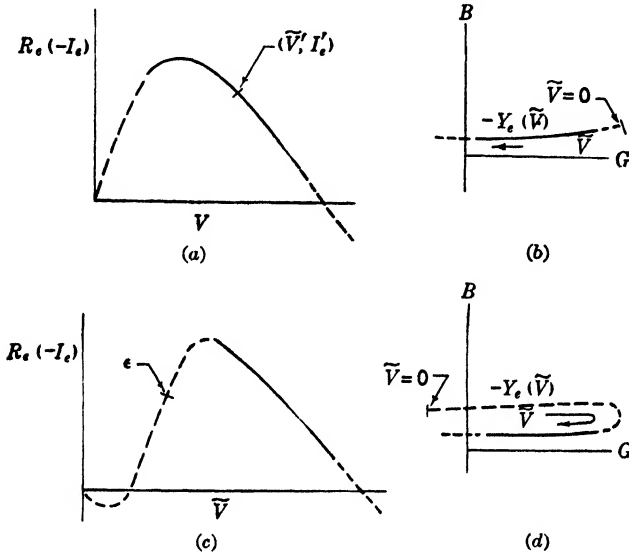 R_e (-I_e)
(Ṽ', I_e')
V
(a)
B
Ṽ=0
-Y_e (Ṽ)
Ṽ
G
(b)
R_e (-I_e)
ϵ
Ṽ
(c)
B
Ṽ=0
-Y_e (Ṽ)
Ṽ
G
(d)